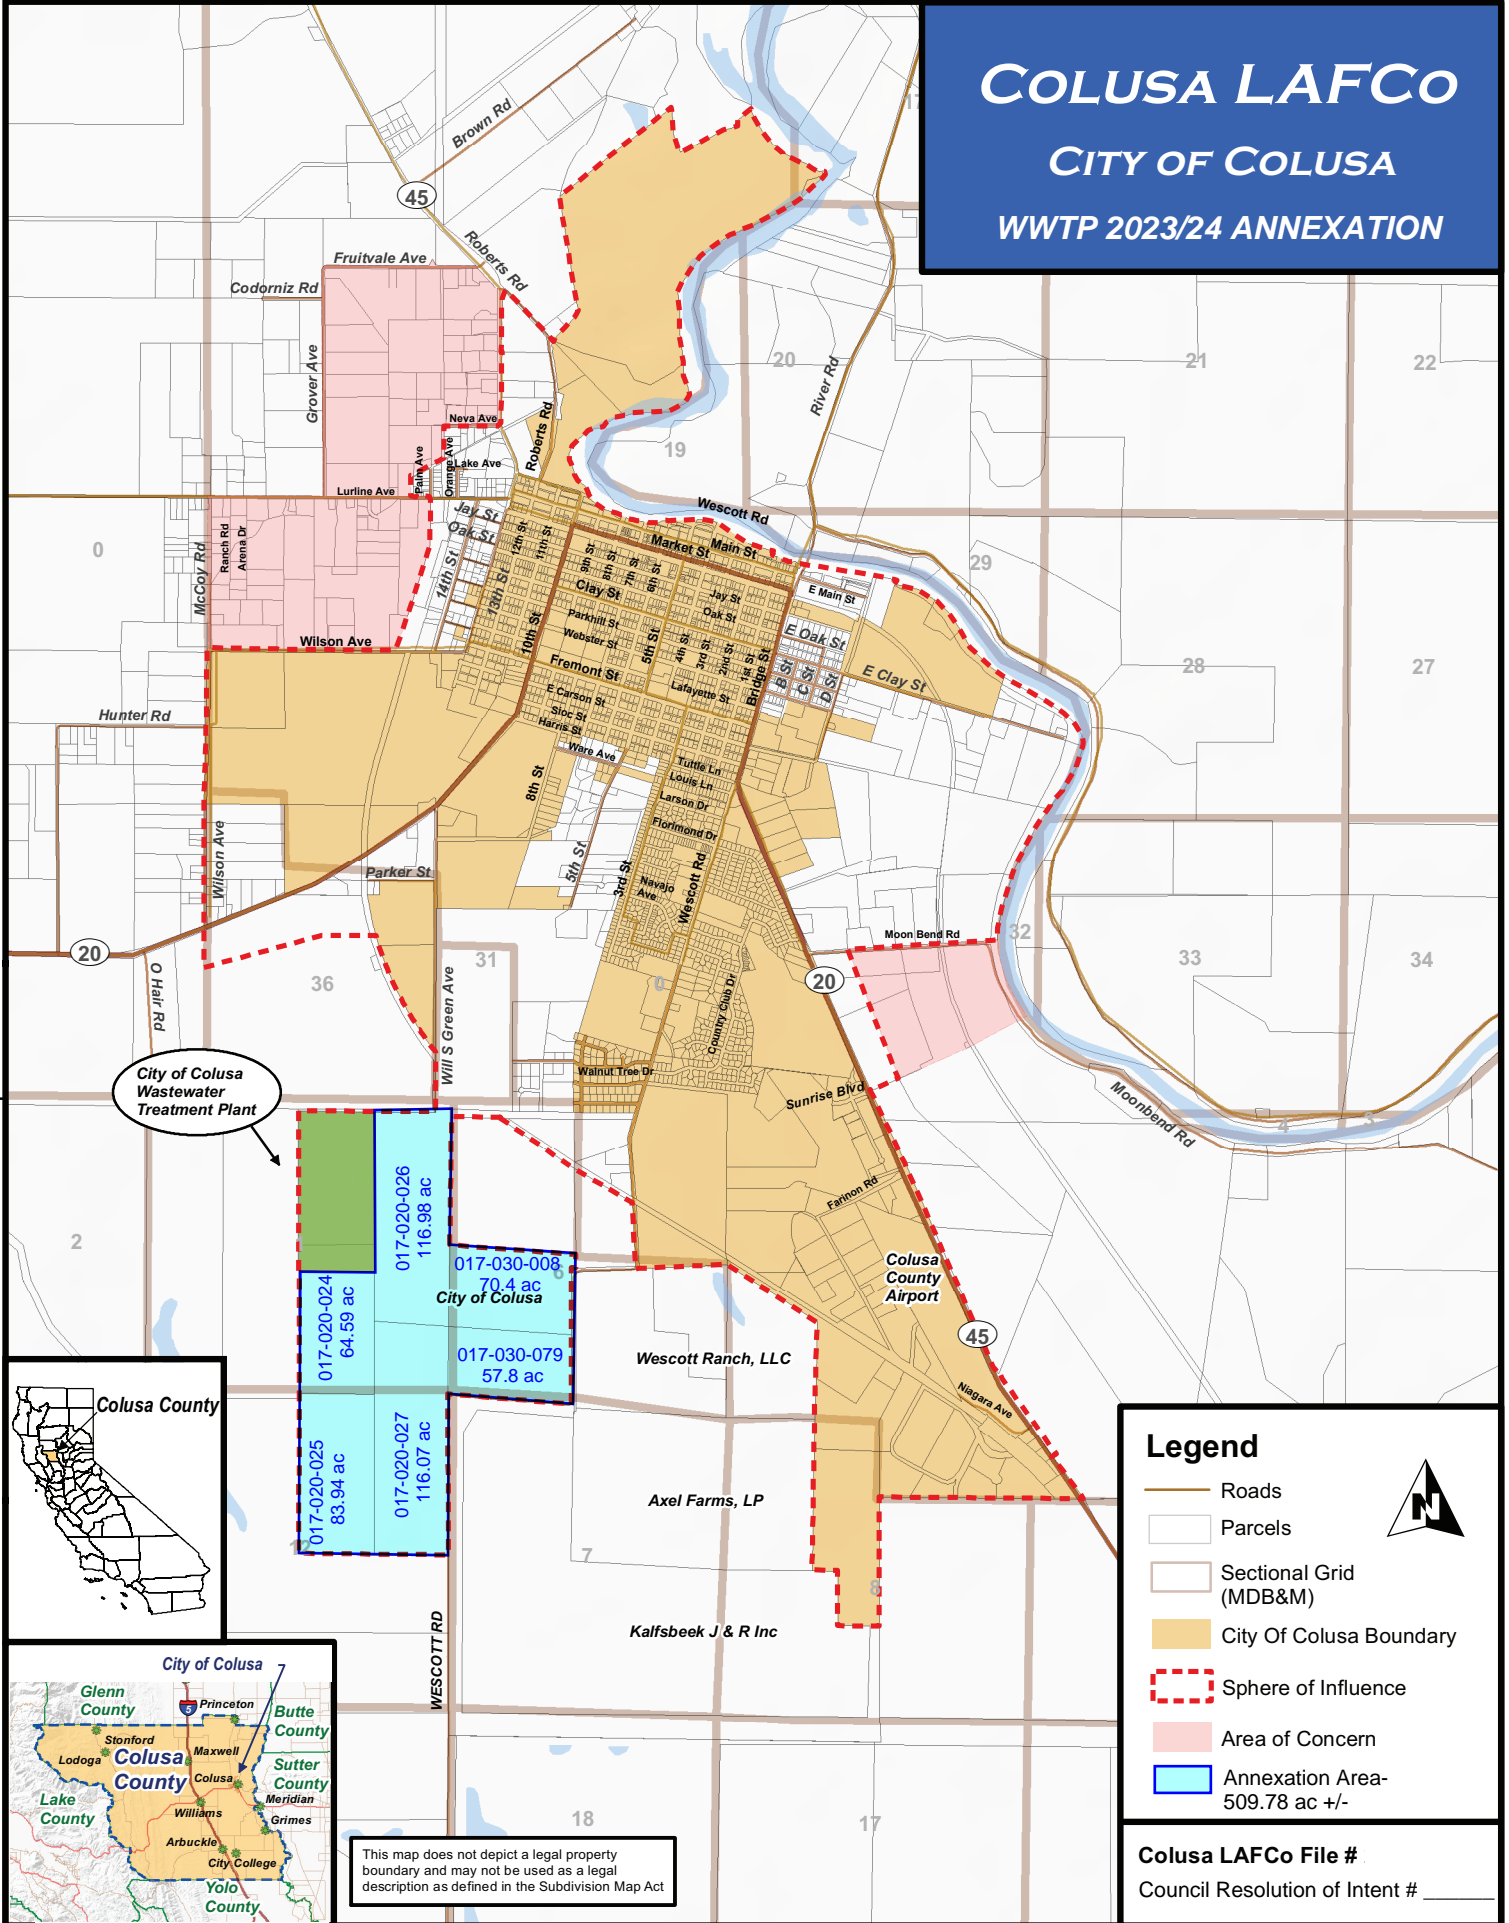 COLUSA LAFCO
CITY OF COLUSA
WWTP 2023/24 ANNEXATION
17
Brown Rd
45
Roberts Rd
Fruitvale Ave
Codorniz Rd
Grover Ave
20
21
22
River Rd
Neva Ave
Roberts Rd
Palm Ave
Orange Ave
Lake Ave
19
Lurline Ave
Wescott Rd
Jay St
Oak St
12th St
11th St
Market St
Main St
0
Ranch Rd
Arena Dr
McCoy Rd
14th St
13th St
9th St
8th St
7th St
6th St
29
Clay St
Jay St
E Main St
Oak St
Parkhill St
Webster St
10th St
5th St
4th St
3rd St
2nd St
1st St
E Oak St
Wilson Ave
Fremont St
Bridge St
B St
C St
D St
E Clay St
28
27
E Carson St
Lafayette St
Sioc St
Harris St
Hunter Rd
Ware Ave
Tuttle Ln
Louis Ln
Larson Dr
8th St
Florimond Dr
Wilson Ave
Parker St
5th St
3rd St
Navajo
Ave
Wescott Rd
Moon Bend Rd
32
20
31
33
34
36
0
20
O Hair Rd
Will S Green Ave
Country Club Dr
City of Colusa
Wastewater
Treatment Plant
Walnut Tree Dr
Sunrise Blvd
Moonbend Rd
4
3
017-020-026
116.98 ac
Farinon Rd
2
017-030-008
70.4 ac
6
City of Colusa
Colusa
County
Airport
017-020-024
64.59 ac
45
017-030-079
57.8 ac
Wescott Ranch, LLC
Niagara Ave
Colusa County
017-020-025
83.94 ac
017-020-027
116.07 ac
Axel Farms, LP
12
7
8
Kalfsbeek J & R Inc
WESCOTT RD
18
17
Legend
N
Roads
Parcels
Sectional Grid
(MDB&M)
City Of Colusa Boundary
Sphere of Influence
Area of Concern
Annexation Area-
509.78 ac +/-
City of Colusa
Glenn
County
5
Princeton
Butte
County
Stonford
Lodoga
Colusa
County
Maxwell
Colusa
Sutter
County
Lake
County
Williams
Meridian
Grimes
Arbuckle
City College
Yolo
County
This map does not depict a legal property
boundary and may not be used as a legal
description as defined in the Subdivision Map Act
Colusa LAFCo File #
Council Resolution of Intent # ______